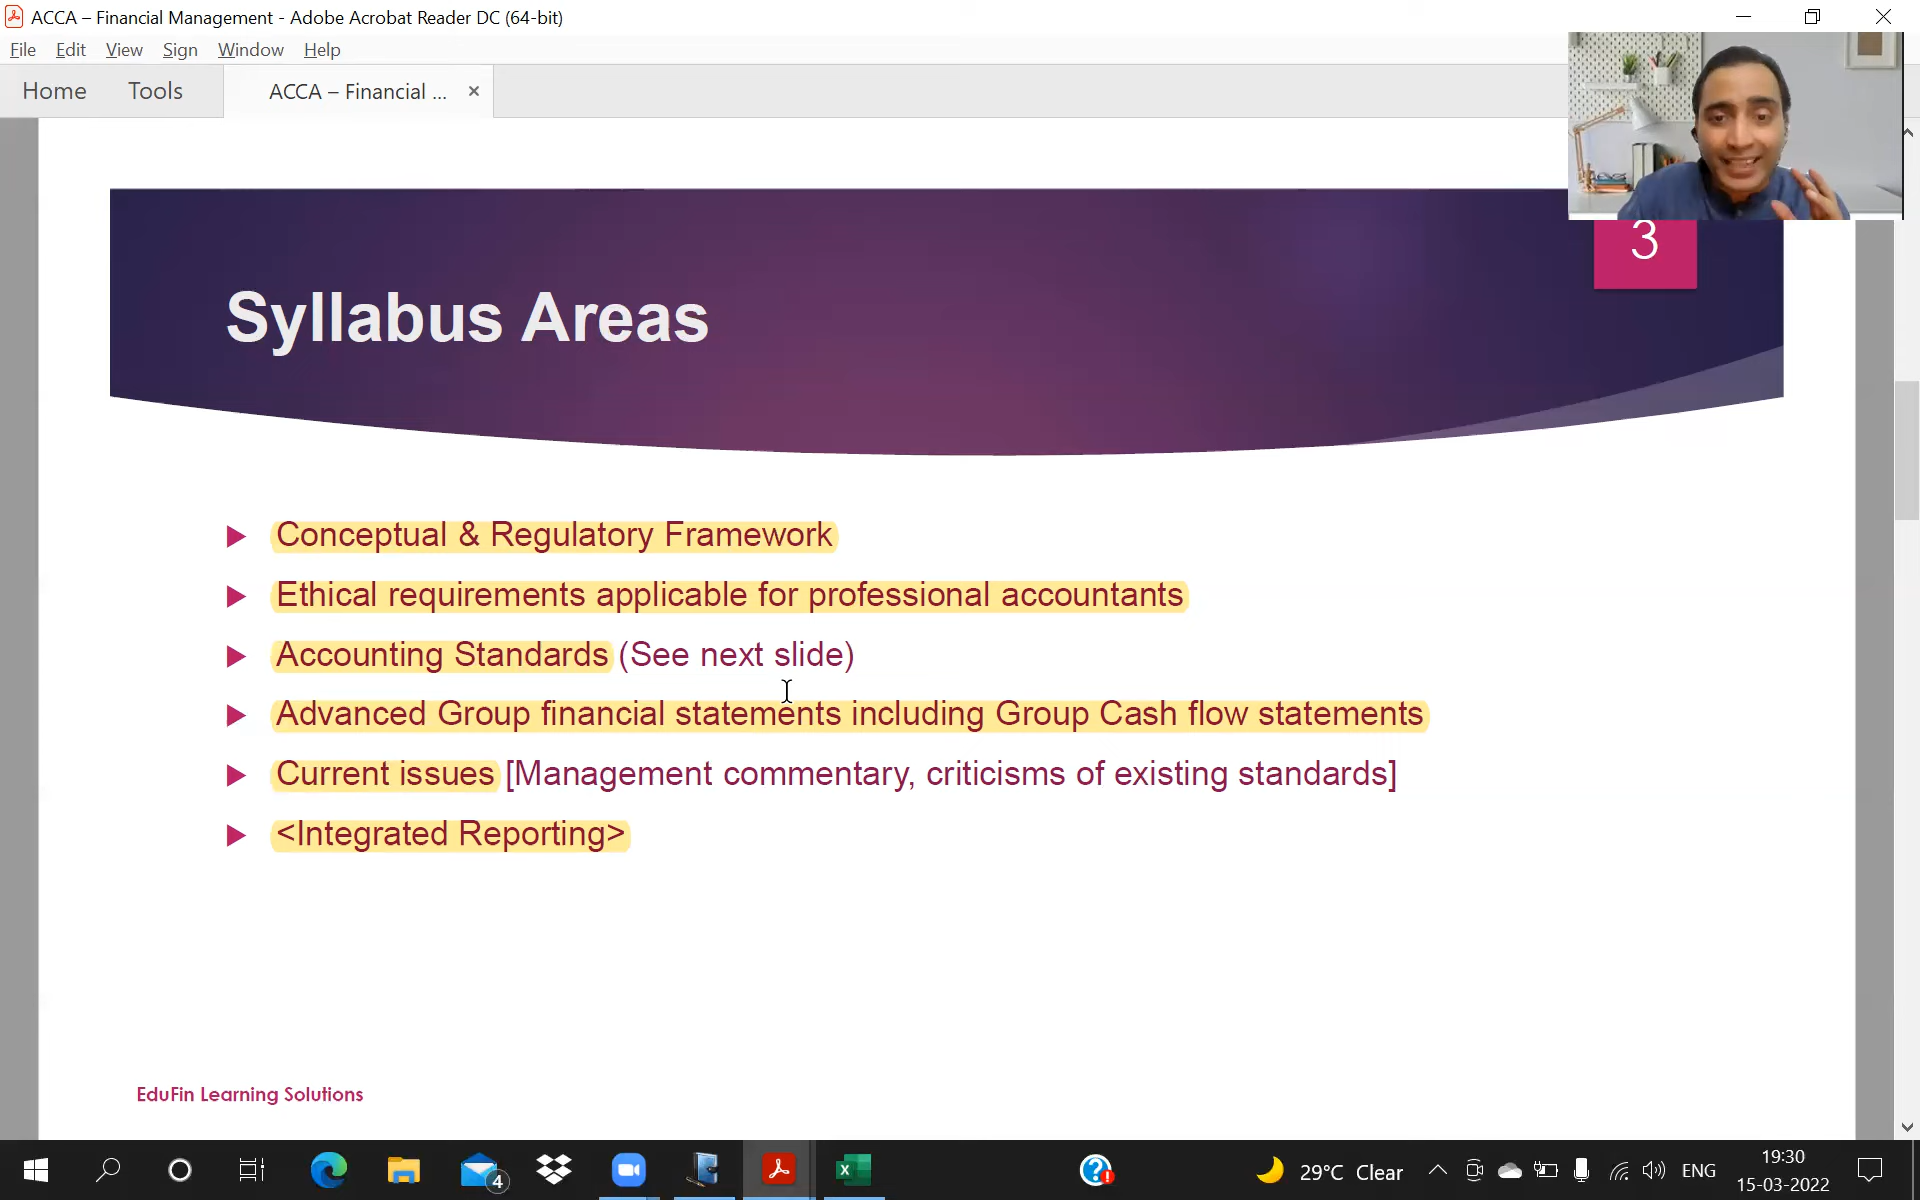 ACCA – Financial Management - Adobe Acrobat Reader DC (64-bit)
File Edit View Sign Window Help
Home Tools ACCA – Financial ... ×
3
Syllabus Areas
Conceptual & Regulatory Framework
Ethical requirements applicable for professional accountants
Accounting Standards (See next slide)
Advanced Group financial statements including Group Cash flow statements
Current issues [Management commentary, criticisms of existing standards]
<Integrated Reporting>
EduFin Learning Solutions
4
29°C Clear
ENG
19:30
15-03-2022